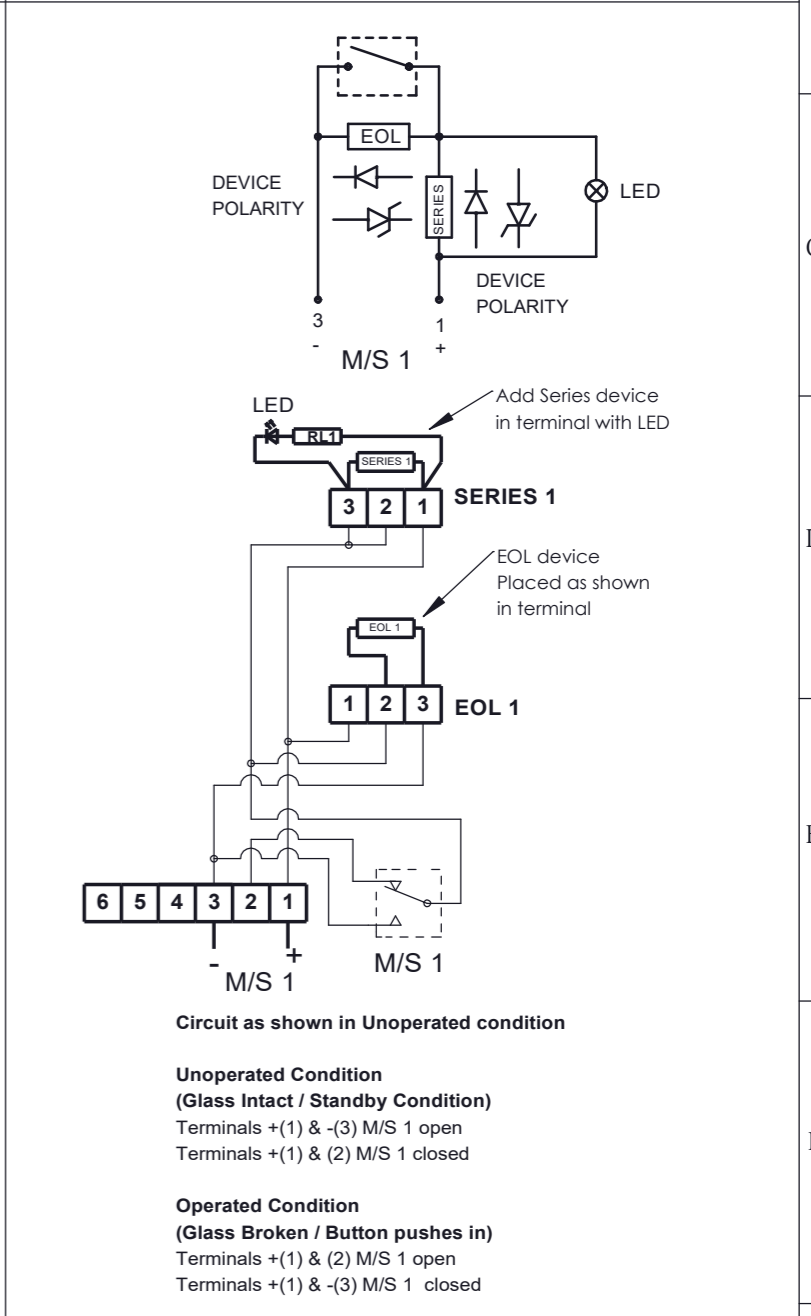 EOL
DEVICE
POLARITY
SERIES
LED
DEVICE
POLARITY
3
1
-
+
M/S 1
LED
Add Series device
in terminal with LED
RL1
SERIES 1
3 2 1
SERIES 1
EOL device
Placed as shown
in terminal
EOL 1
1 2 3
EOL 1
6 5 4 3 2 1
- +
M/S 1
M/S 1
Circuit as shown in Unoperated condition
Unoperated Condition
(Glass Intact / Standby Condition)
Terminals +(1) & -(3) M/S 1 open
Terminals +(1) & (2) M/S 1 closed
Operated Condition
(Glass Broken / Button pushes in)
Terminals +(1) & (2) M/S 1 open
Terminals +(1) & -(3) M/S 1 closed